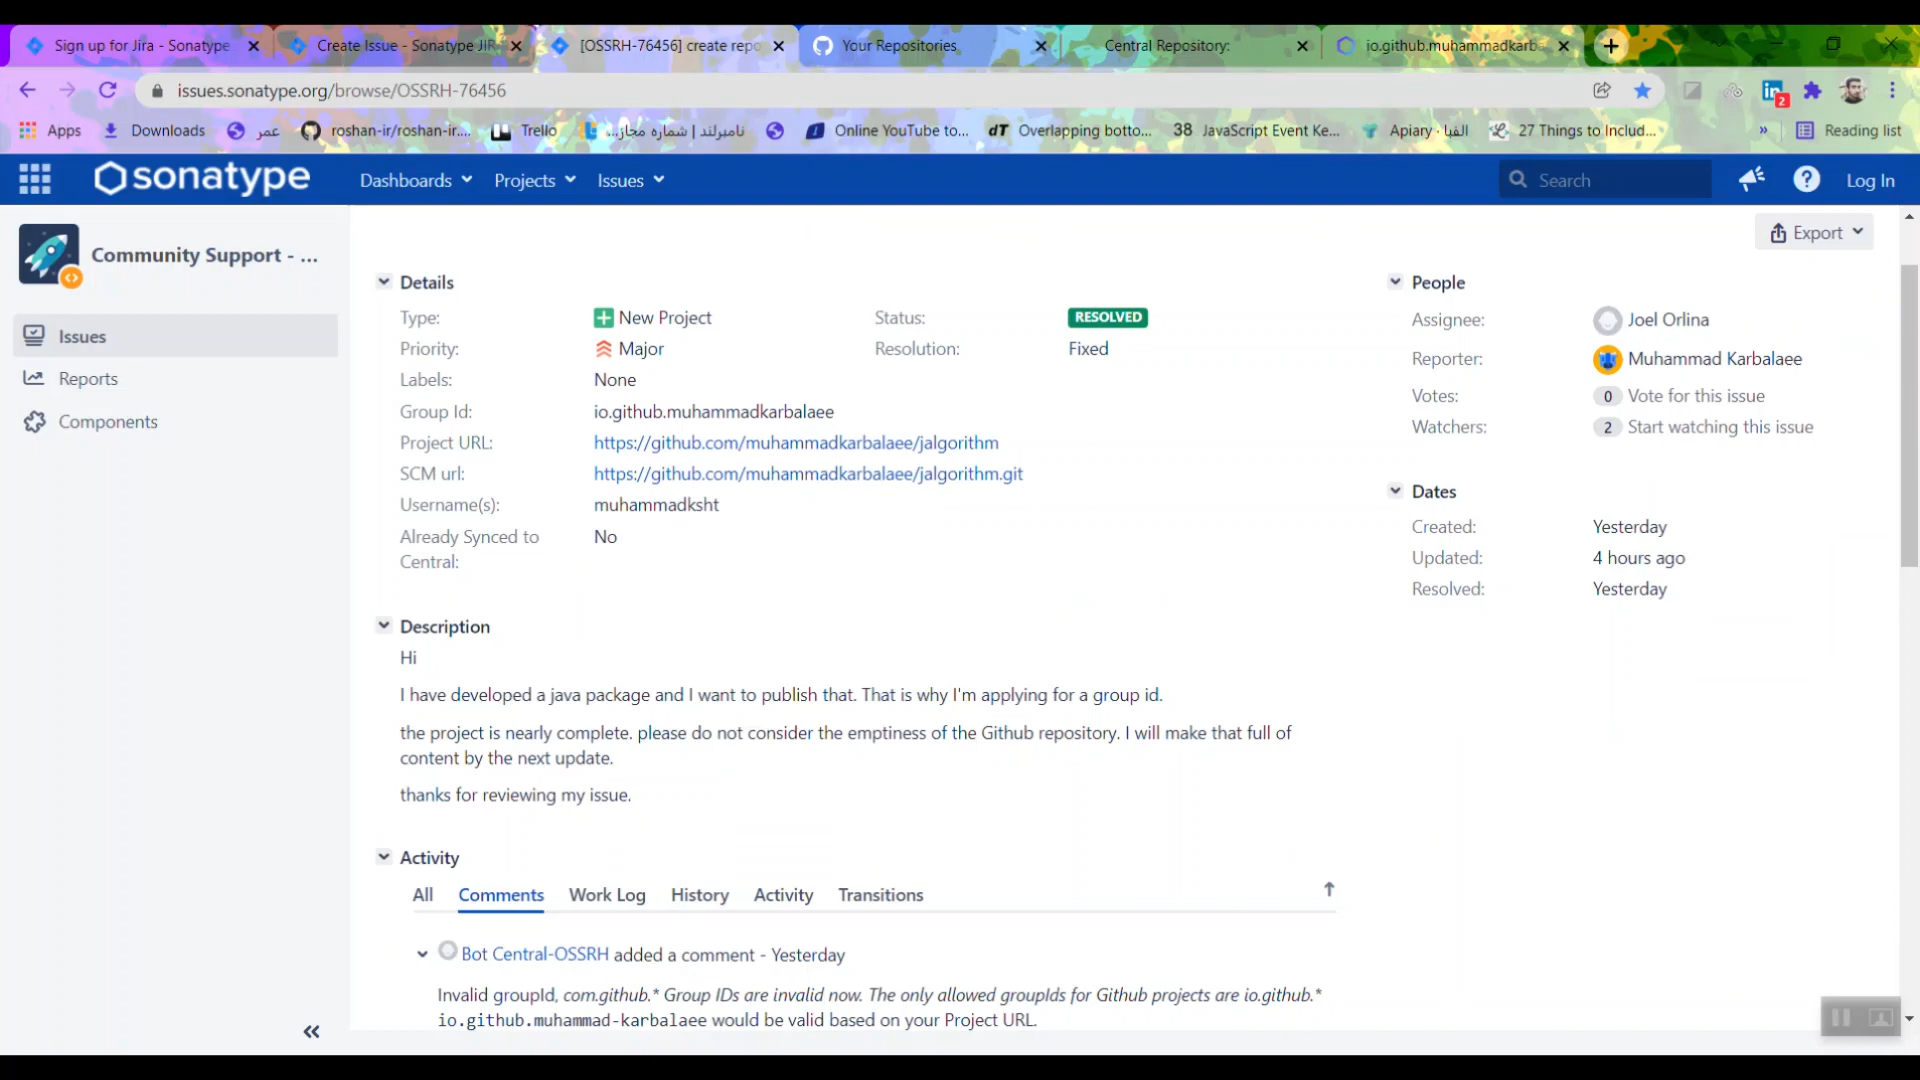 Sign up for Jira - Sonatype
Create Issue - Sonatype JIR
[OSSRH-76456] create repo
Your Repositories
Central Repository:
io.github.muhammadkarba
issues.sonatype.org/browse/OSSRH-76456
in 2
Apps
Downloads
عمر
roshan-ir/roshan-ir....
Trello
نامبرلند | شماره مجاز...
Online YouTube to...
dT Overlapping botto...
38 JavaScript Event Ke...
Apiary · الفبا
27 Things to Includ...
»
Reading list
sonatype
Dashboards
Projects
Issues
Search
?
Log In
Community Support - ...
Issues
Reports
Components
Export
Details
Type: New Project
Status: RESOLVED
Priority: Major
Resolution: Fixed
Labels: None
Group Id: io.github.muhammadkarbalaee
Project URL: https://github.com/muhammadkarbalaee/jalgorithm
SCM url: https://github.com/muhammadkarbalaee/jalgorithm.git
Username(s): muhammadksht
Already Synced to Central: No
People
Assignee: Joel Orlina
Reporter: Muhammad Karbalaee
Votes: 0 Vote for this issue
Watchers: 2 Start watching this issue
Dates
Created: Yesterday
Updated: 4 hours ago
Resolved: Yesterday
Description
Hi
I have developed a java package and I want to publish that. That is why I'm applying for a group id.
the project is nearly complete. please do not consider the emptiness of the Github repository. I will make that full of
content by the next update.
thanks for reviewing my issue.
Activity
All Comments Work Log History Activity Transitions
Bot Central-OSSRH added a comment - Yesterday
Invalid groupId, com.github.* Group IDs are invalid now. The only allowed groupIds for Github projects are io.github.*
io.github.muhammad-karbalaee would be valid based on your Project URL.
«